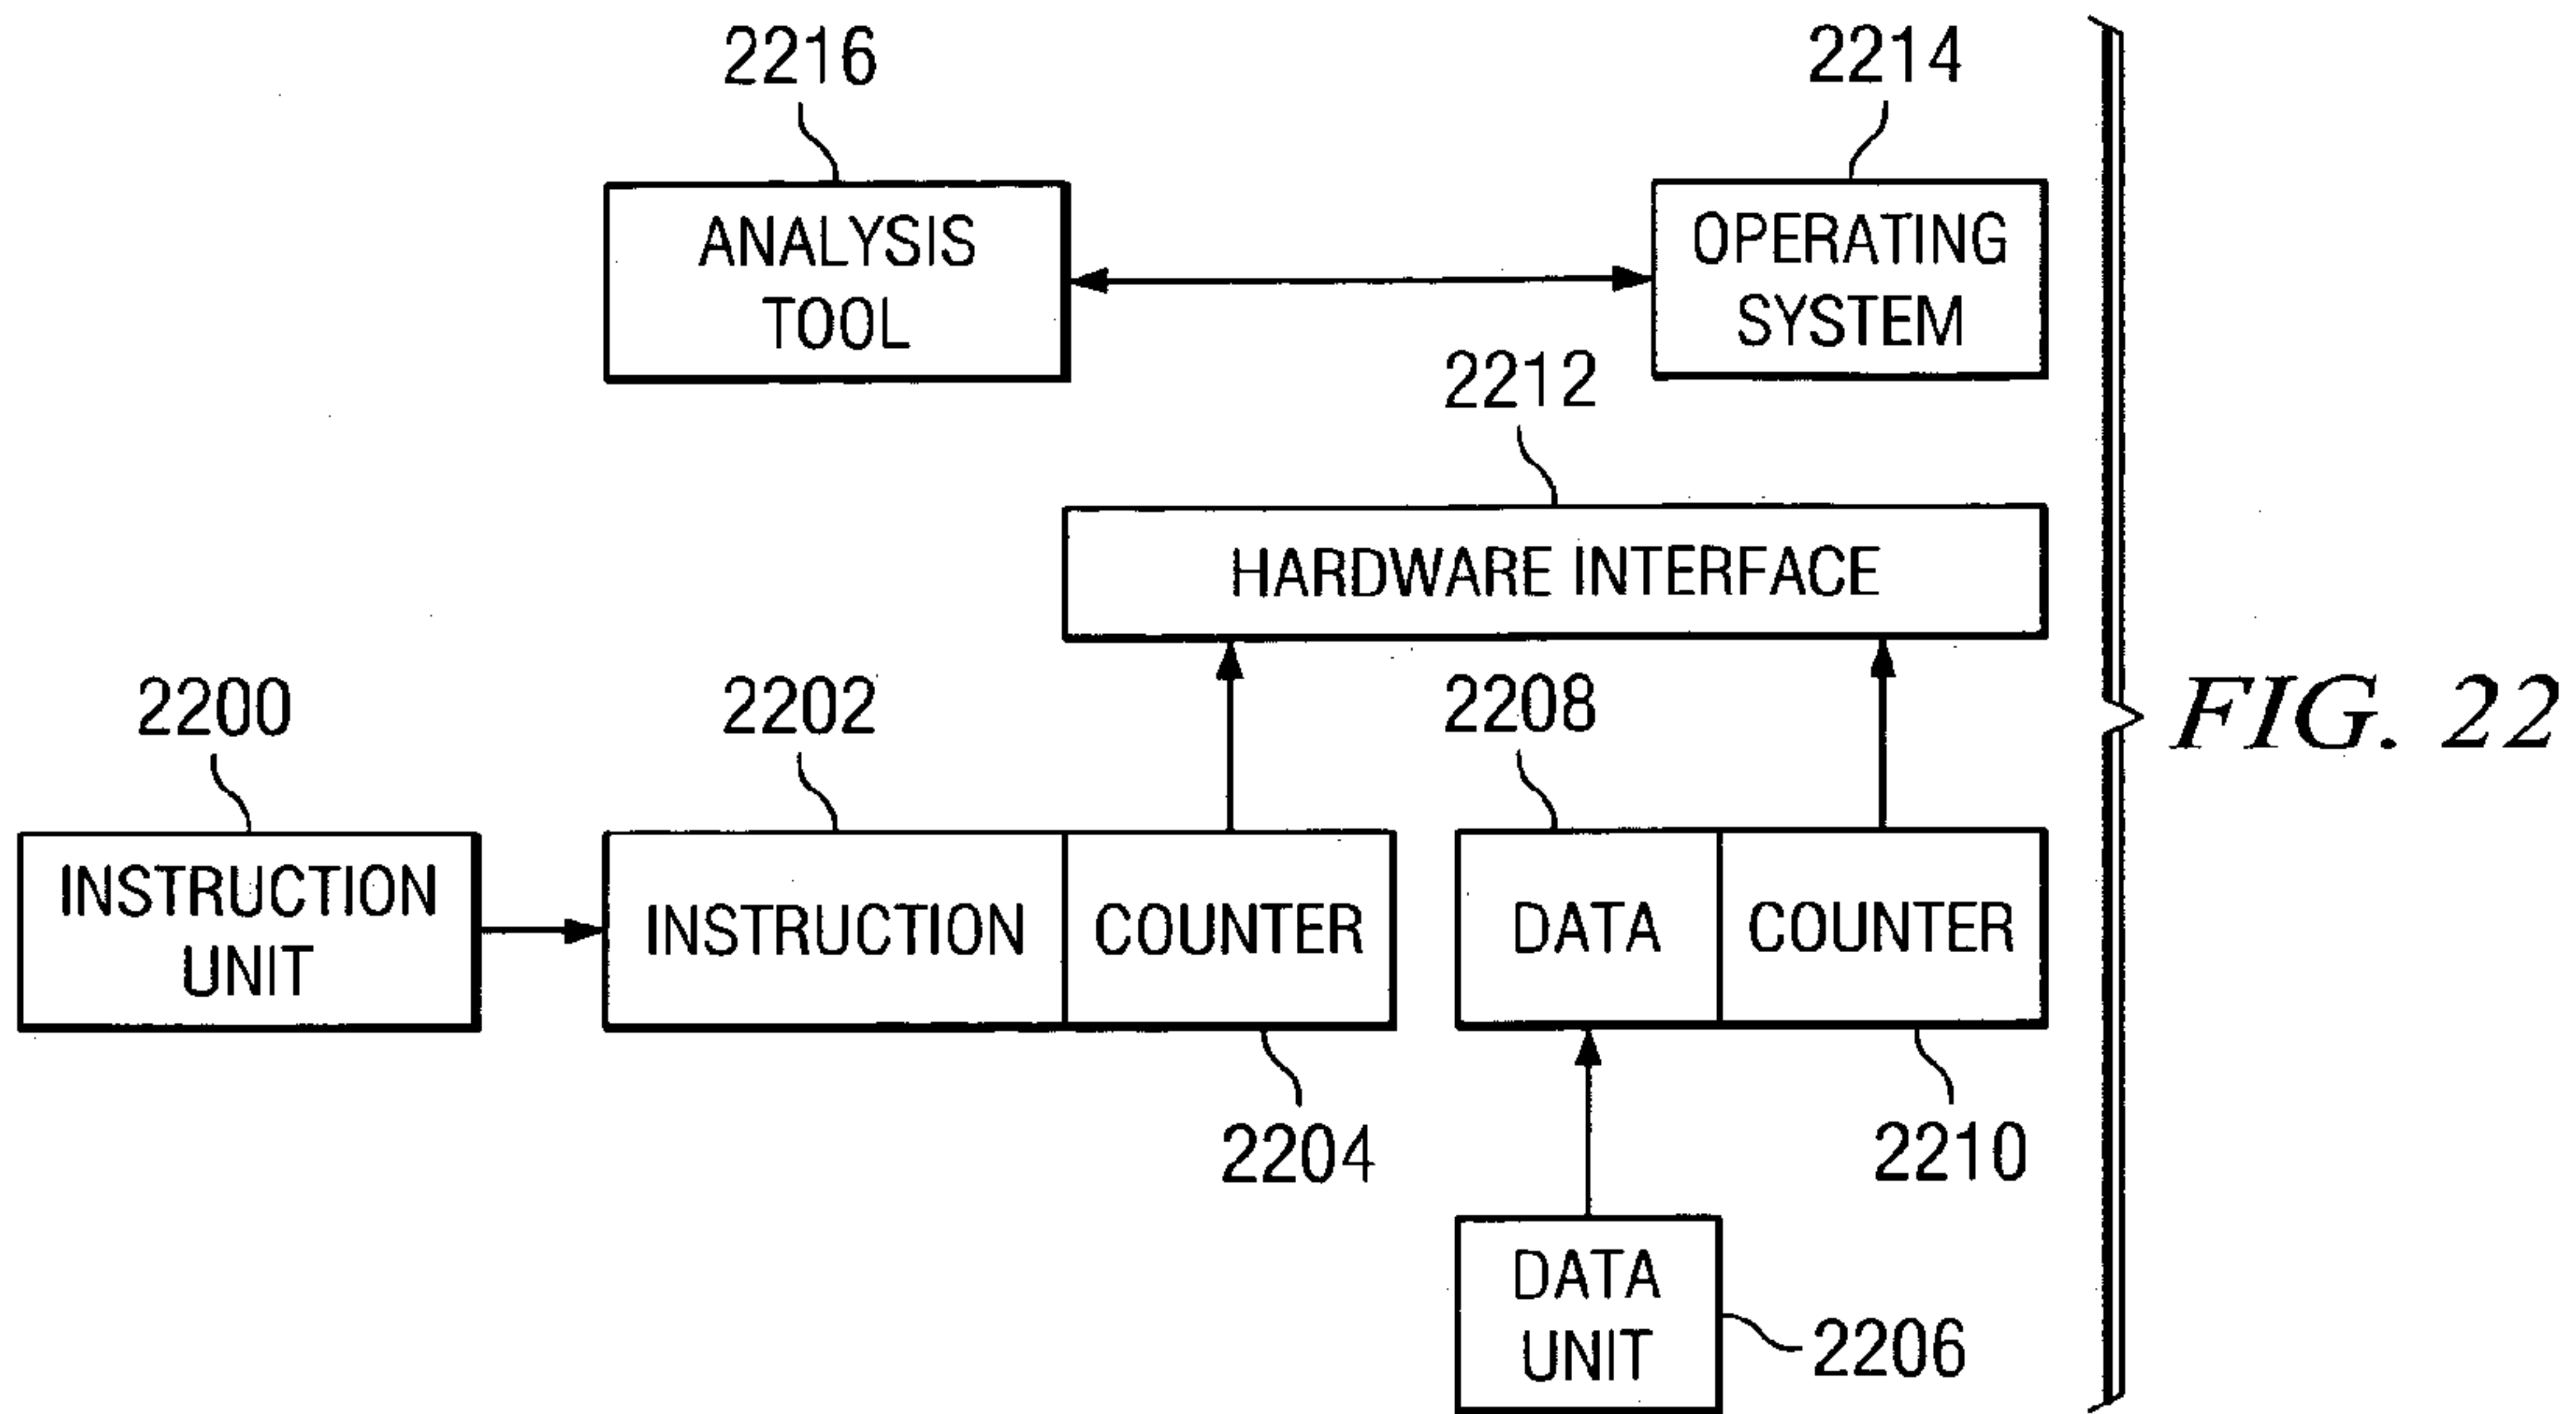 2216
2214
ANALYSIS
TOOL
OPERATING
SYSTEM
2212
HARDWARE INTERFACE
2200
2202
2208
FIG. 22
INSTRUCTION
UNIT
INSTRUCTION
COUNTER
DATA
COUNTER
2204
2210
DATA
UNIT
2206